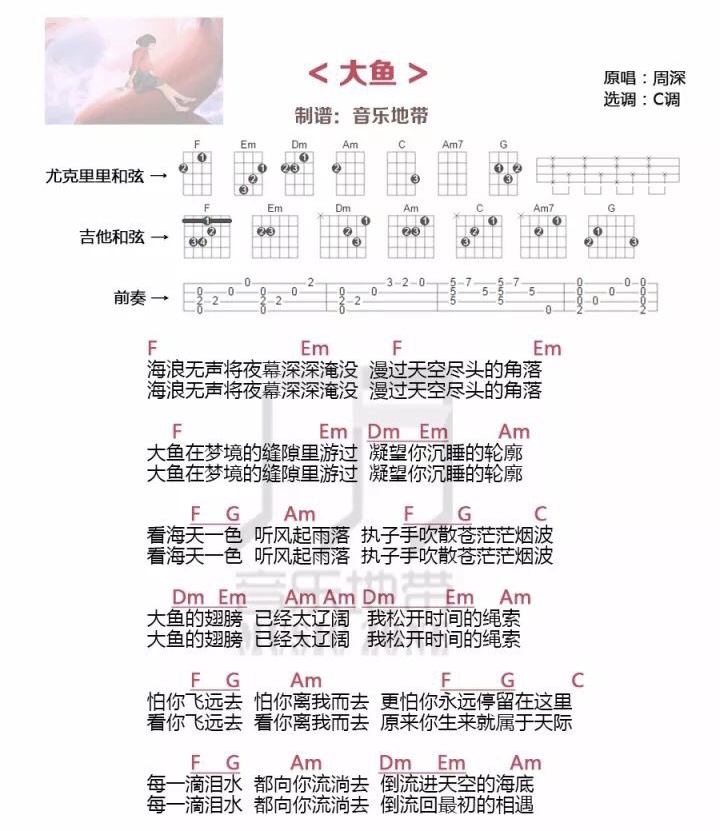 < 大鱼 >
原唱：周深
选调：C调
制谱：音乐地带
F Em Dm Am C Am7 G
尤克里里和弦 →
F Em Dm Am C Am7 G
吉他和弦 →
前奏 →
F Em F Em
海浪无声将夜幕深深淹没 漫过天空尽头的角落
海浪无声将夜幕深深淹没 漫过天空尽头的角落
F Em Dm Em Am
大鱼在梦境的缝隙里游过 凝望你沉睡的轮廓
大鱼在梦境的缝隙里游过 凝望你沉睡的轮廓
F G Am F G C
看海天一色 听风起雨落 执子手吹散苍茫茫烟波
看海天一色 听风起雨落 执子手吹散苍茫茫烟波
Dm Em Am Am Dm Em Am
大鱼的翅膀 已经太辽阔 我松开时间的绳索
大鱼的翅膀 已经太辽阔 我松开时间的绳索
F G Am F G C
怕你飞远去 怕你离我而去 更怕你永远停留在这里
看你飞远去 看你离我而去 原来你生来就属于天际
F G Am Dm Em Am
每一滴泪水 都向你流淌去 倒流进天空的海底
每一滴泪水 都向你流淌去 倒流回最初的相遇
音乐地带